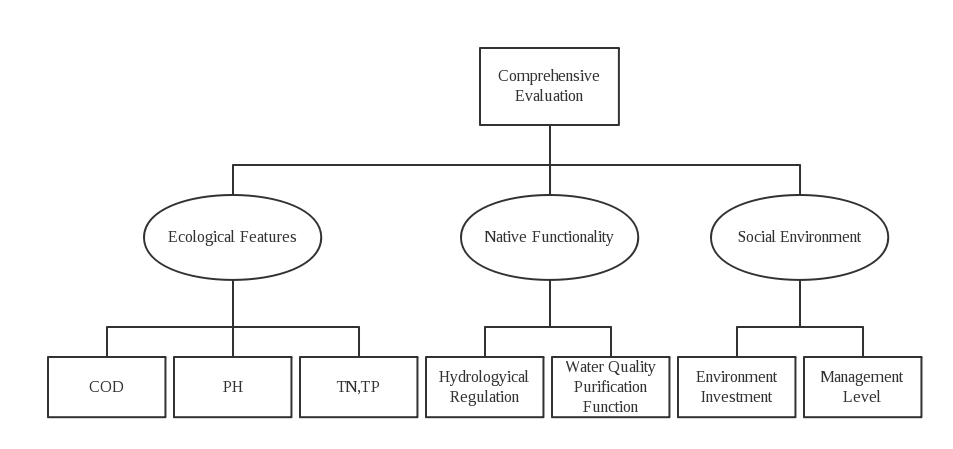 Comprehensive
Evaluation
Ecological Features
Native Functionality
Social Environment
COD
PH
TN,TP
Hydrologyical
Regulation
Water Quality
Purification
Function
Environment
Investment
Management
Level